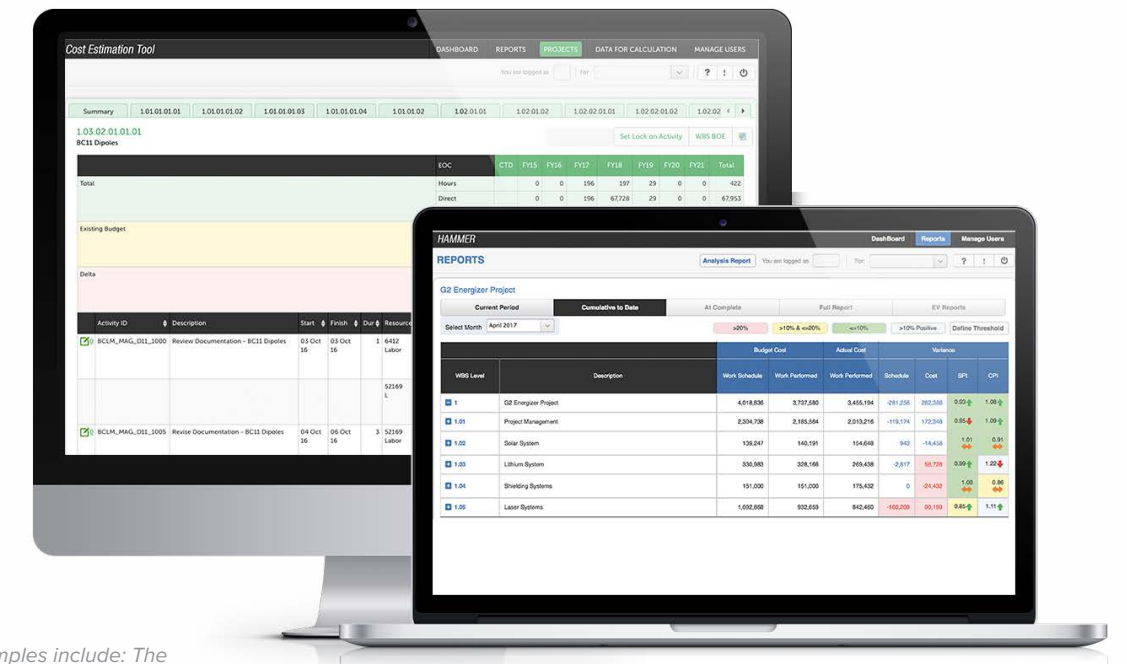 Cost Estimation Tool
DASHBOARD REPORTS PROJECTS DATA FOR CALCULATION MANAGE USERS
You are logged as For ? ! 
Summary 1.01.01.01.01 1.01.01.01.02 1.01.01.01.03 1.01.01.01.04 1.01.01.02 1.02.01.01 1.02.01.02 1.02.02.01.01 1.02.02.01.02 1.02.02
1.03.02.01.01.01
BC11 Dipoles
Set Lock on Activity WBS BOE
EOC CTD FY15 FY16 FY17 FY18 FY19 FY20 FY21 Total
Total Hours 0 0 196 197 29 0 0 422
Direct 0 0 196 67,728 29 0 0 67,953
Existing Budget
Delta
Activity ID Description Start Finish Dur Resource
BCLM_MAG_D11_1000 Review Documentation - BC11 Dipoles 03 Oct 16 03 Oct 16 1 6412 Labor
52169 L
BCLM_MAG_D11_1005 Revise Documentation - BC11 Dipoles 04 Oct 16 06 Oct 16 3 52169 Labor
HAMMER
DashBoard Reports Manage Users
REPORTS Analysis Report You are logged as For: ? !
G2 Energizer Project
Current Period Cumulative to Date At Complete Full Report EV Reports
Select Month April 2017 >20% >10% & <=20% <=10% >10% Positive Define Threshold
Budget Cost Actual Cost Variance
WBS Level Description Work Schedule Work Performed Work Performed Schedule Cost SPI CPI
1 G2 Energizer Project 4,018,836 3,737,580 3,455,194 -281,256 282,386 0.93 1.08
1.01 Project Management 2,304,738 2,185,564 2,013,216 -119,174 172,348 0.95 1.09
1.02 Solar System 139,247 140,191 154,648 943 -14,458 1.01 0.91
1.03 Lithium System 330,983 328,166 269,438 -2,817 58,728 0.99 1.22
1.04 Shielding Systems 151,000 151,000 175,432 0 -24,432 1.00 0.86
1.05 Laser Systems 1,092,868 932,659 842,460 -160,209 90,199 0.85 1.11
mples include: The